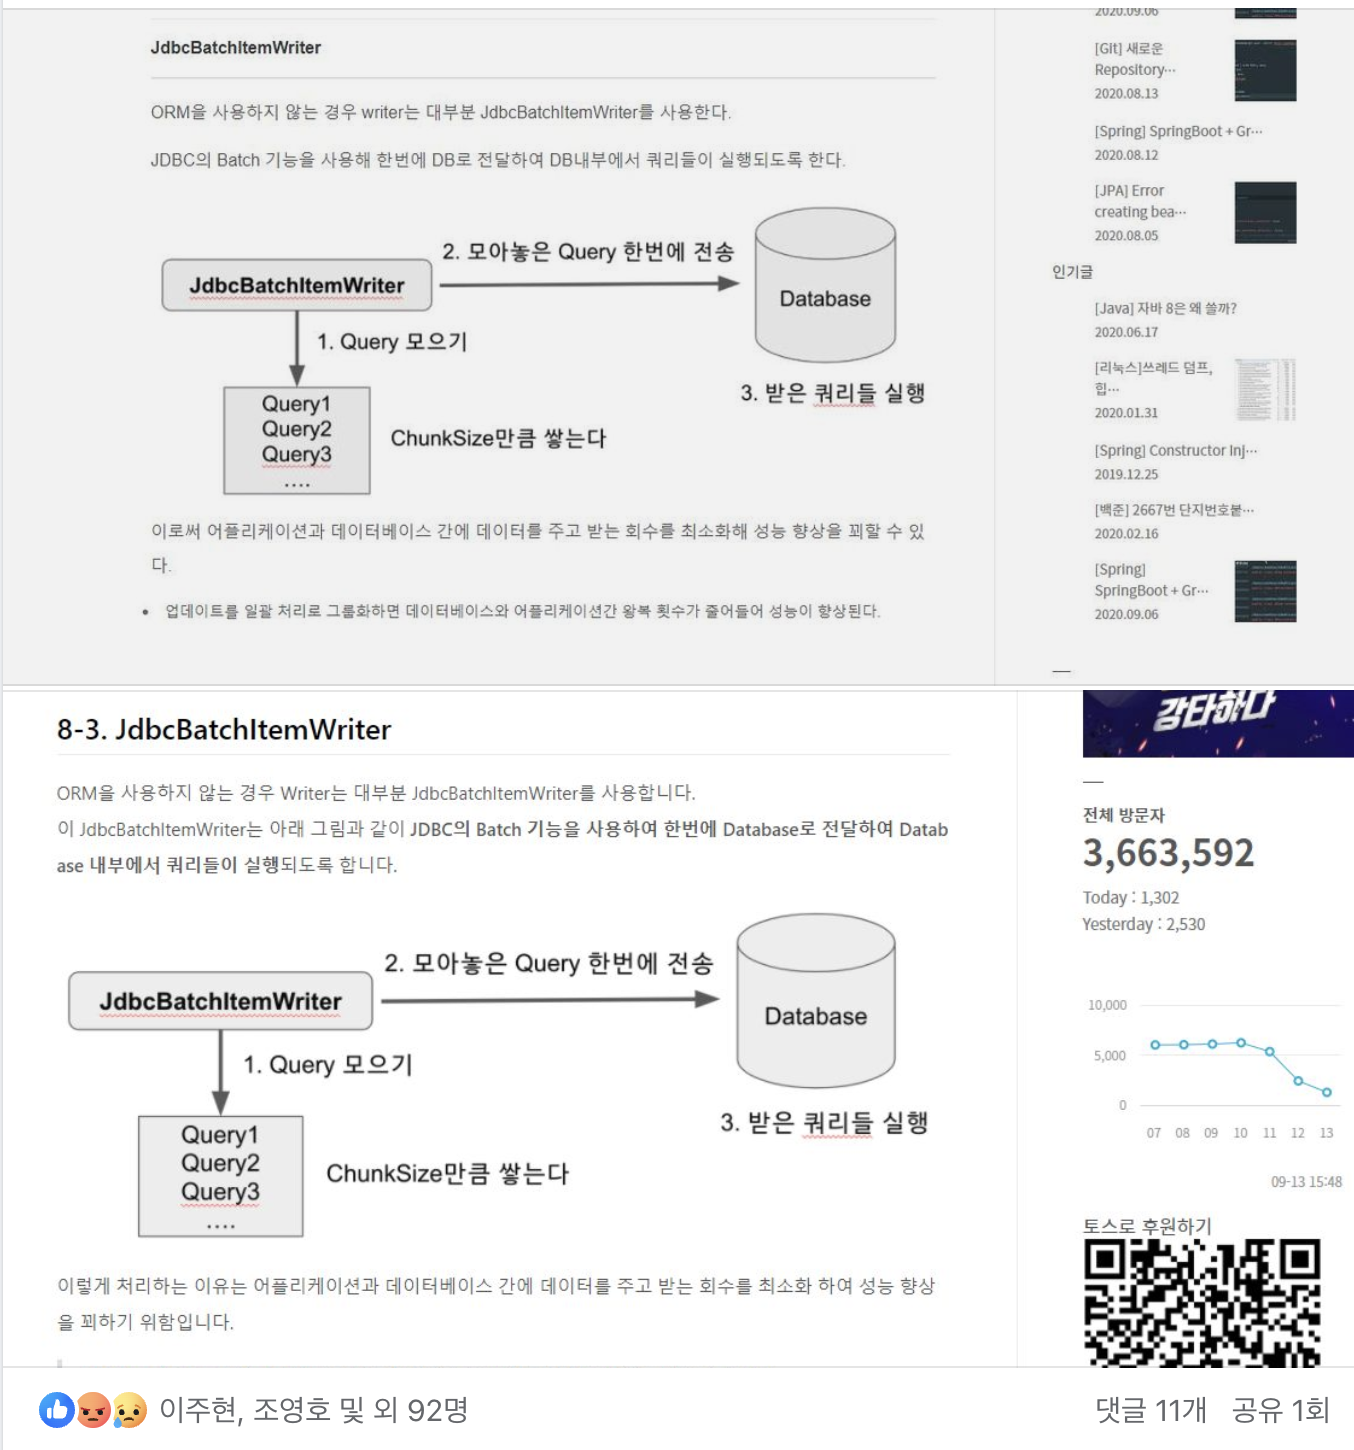 JdbcBatchItemWriter
ORM을 사용하지 않는 경우 writer는 대부분 JdbcBatchItemWriter를 사용한다.
JDBC의 Batch 기능을 사용해 한번에 DB로 전달하여 DB내부에서 쿼리들이 실행되도록 한다.
2. 모아놓은 Query 한번에 전송
JdbcBatchItemWriter
Database
1. Query 모으기
3. 받은 쿼리들 실행
Query1
Query2
Query3
....
ChunkSize만큼 쌓는다
이로써 어플리케이션과 데이터베이스 간에 데이터를 주고 받는 회수를 최소화해 성능 향상을 꾀할 수 있
다.
• 업데이트를 일괄 처리로 그룹화하면 데이터베이스와 어플리케이션간 왕복 횟수가 줄어들어 성능이 향상된다.
2020.09.06
[Git] 새로운
Repository···
2020.08.13
[Spring] SpringBoot + Gr···
2020.08.12
[JPA] Error
creating bea···
2020.08.05
인기글
[Java] 자바 8은 왜 쓸까?
2020.06.17
[리눅스]쓰레드 덤프,
힙···
2020.01.31
[Spring] Constructor Inj···
2019.12.25
[백준] 2667번 단지번호붙···
2020.02.16
[Spring]
SpringBoot + Gr···
2020.09.06
8-3. JdbcBatchItemWriter
ORM을 사용하지 않는 경우 Writer는 대부분 JdbcBatchItemWriter를 사용합니다.
이 JdbcBatchItemWriter는 아래 그림과 같이 JDBC의 Batch 기능을 사용하여 한번에 Database로 전달하여 Datab
ase 내부에서 쿼리들이 실행되도록 합니다.
2. 모아놓은 Query 한번에 전송
JdbcBatchItemWriter
Database
1. Query 모으기
3. 받은 쿼리들 실행
Query1
Query2
Query3
....
ChunkSize만큼 쌓는다
이렇게 처리하는 이유는 어플리케이션과 데이터베이스 간에 데이터를 주고 받는 회수를 최소화 하여 성능 향상
을 꾀하기 위함입니다.
강타하다
전체 방문자
3,663,592
Today : 1,302
Yesterday : 2,530
10,000
5,000
0
07 08 09 10 11 12 13
09-13 15:48
토스로 후원하기
이주현, 조영호 및 외 92명
댓글 11개 공유 1회